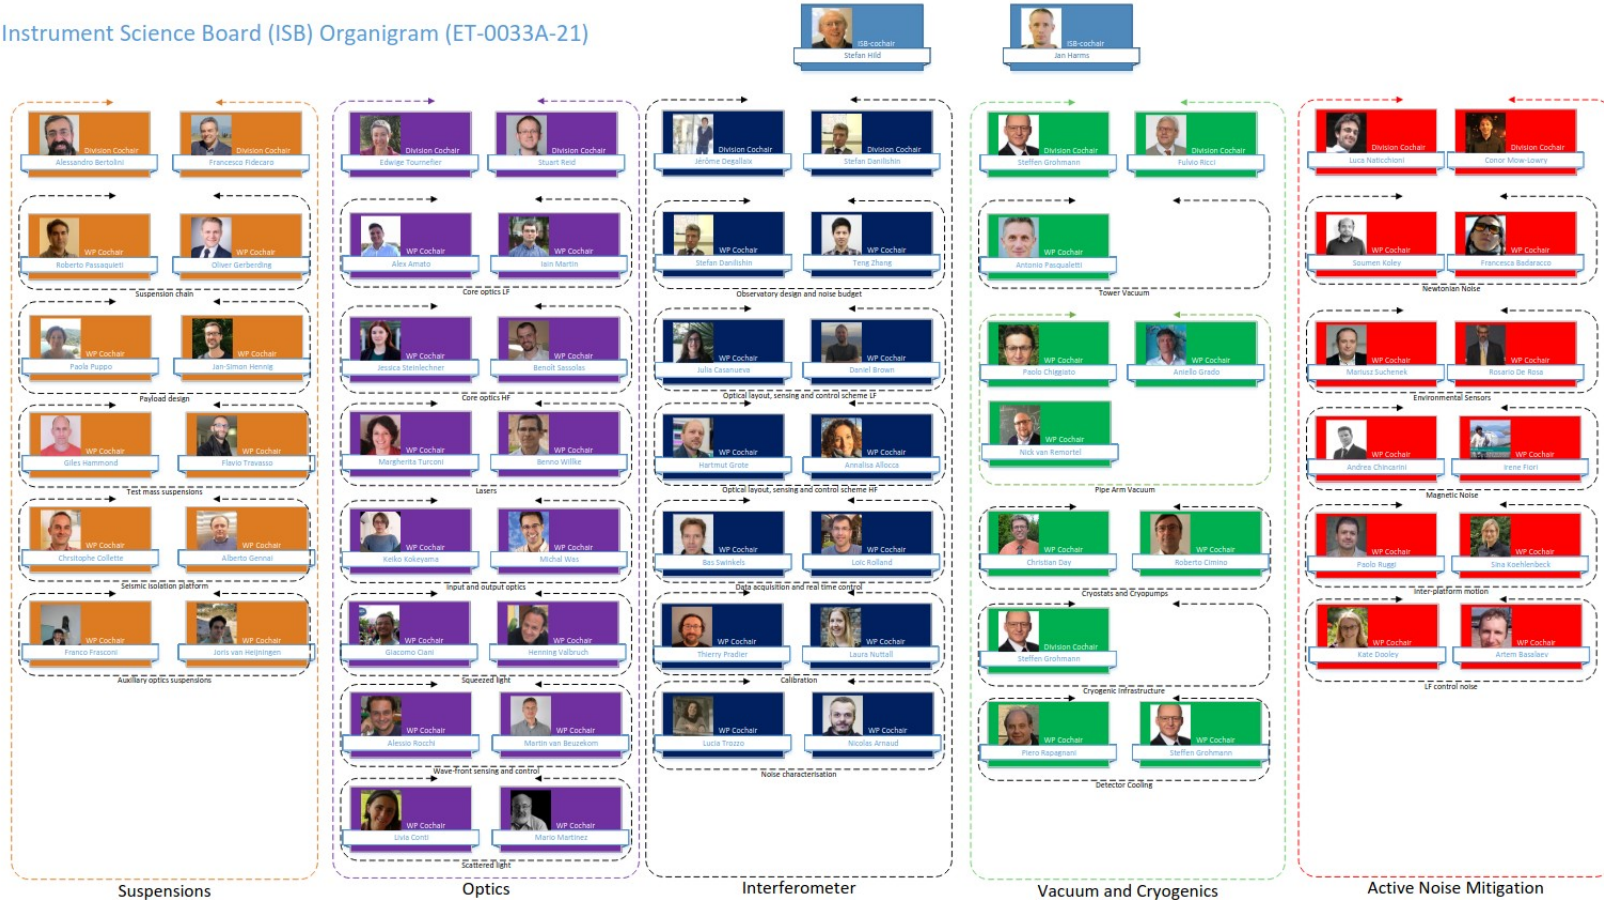 Instrument Science Board (ISB) Organigram (ET-0033A-21)
ISB-cochair
Stefan Hild
ISB-cochair
Jan Harms
Division Cochair
Alessandro Bertolini
Division Cochair
Francesco Fidecaro
WP Cochair
Roberto Passaquieti
WP Cochair
Oliver Gerberding
Suspension chain
WP Cochair
Paola Puppo
WP Cochair
Jan-Simon Hennig
Payload design
WP Cochair
Giles Hammond
WP Cochair
Flavio Travasso
Test mass suspensions
WP Cochair
Christophe Collette
WP Cochair
Alberto Gennai
Seismic isolation platform
WP Cochair
Franco Frasconi
WP Cochair
Joris van Heijningen
Auxiliary optics suspensions
Suspensions
Division Cochair
Edwige Tournefier
Division Cochair
Stuart Reid
WP Cochair
Alex Amato
WP Cochair
Iain Martin
Core optics LF
WP Cochair
Jessica Steinlechner
WP Cochair
Benoît Sassolas
Core optics HF
WP Cochair
Margherita Turconi
WP Cochair
Benno Willke
Lasers
WP Cochair
Keiko Kokeyama
WP Cochair
Michal Was
Input and output optics
WP Cochair
Giacomo Ciani
WP Cochair
Henning Valbruch
Squeezed light
WP Cochair
Alessio Rocchi
WP Cochair
Martin van Beuzekom
Wave-front sensing and control
WP Cochair
Livia Conti
WP Cochair
Mario Martinez
Scattered light
Optics
Division Cochair
Jérôme Degallaix
Division Cochair
Stefan Danilishin
WP Cochair
Stefan Danilishin
WP Cochair
Teng Zhang
Observatory design and noise budget
WP Cochair
Julia Casanueva
WP Cochair
Daniel Brown
Optical layout, sensing and control scheme LF
WP Cochair
Hartmut Grote
WP Cochair
Annalisa Allocca
Optical layout, sensing and control scheme HF
WP Cochair
Bas Swinkels
WP Cochair
Loïc Rolland
Data acquisition and real time control
WP Cochair
Thierry Pradier
WP Cochair
Laura Nuttall
Calibration
WP Cochair
Lucia Trozzo
WP Cochair
Nicolas Arnaud
Noise characterisation
Interferometer
Division Cochair
Steffen Grohmann
Division Cochair
Fulvio Ricci
WP Cochair
Antonio Pasqualetti
Tower Vacuum
WP Cochair
Paolo Chiggiato
WP Cochair
Aniello Grado
WP Cochair
Nick van Remortel
Pipe Arm Vacuum
WP Cochair
Christian Day
WP Cochair
Roberto Cimino
Cryostats and Cryopumps
Division Cochair
Steffen Grohmann
Cryogenic Infrastructure
WP Cochair
Piero Rapagnani
WP Cochair
Steffen Grohmann
Detector Cooling
Vacuum and Cryogenics
Division Cochair
Luca Naticchioni
Division Cochair
Conor Mow-Lowry
WP Cochair
Soumen Koley
WP Cochair
Francesca Badaracco
Newtonian Noise
WP Cochair
Mariusz Suchenek
WP Cochair
Rosario De Rosa
Environmental Sensors
WP Cochair
Andrea Chincarini
WP Cochair
Irene Fiori
Magnetic Noise
WP Cochair
Paolo Ruggi
WP Cochair
Sina Koehlenbeck
Inter-platform motion
WP Cochair
Kate Dooley
WP Cochair
Artem Basalaev
LF control noise
Active Noise Mitigation